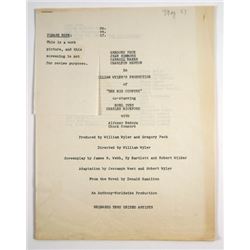 PLEASE NOTE:
This is a work
picture, and this
screening is not
for review purposes.
GREGORY PECK
JEAN SIMMONS
CARROLL BAKER
CHARLTON HESTON
In
WILLIAM WYLER'S PRODUCTION
of
"THE BIG COUNTRY"
co-starring
BURL IVES
CHARLES BICKFORD
with
Alfonso Bedoya
Chuck Connors
Produced by William Wyler and Gregory Peck
Directed by William Wyler
Screenplay by James R. Webb, Sy Bartlett and Robert Wilder
Adaptation by Jessamyn West and Robert Wyler
From the Novel by Donald Hamilton
An Anthony-Worldwide Production
RELEASED THRU UNITED ARTISTS